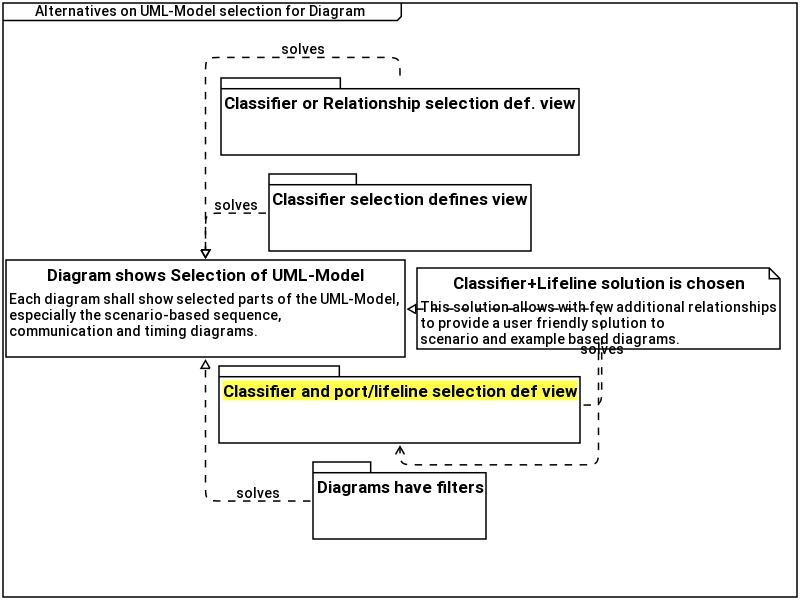 Alternatives on UML-Model selection for Diagram
solves
Classifier or Relationship selection def. view
Classifier selection defines view
solves
Diagram shows Selection of UML-Model
Each diagram shall show selected parts of the UML-Model,
especially the scenario-based sequence,
communication and timing diagrams.
Classifier+Lifeline solution is chosen
This solution allows with few additional relationships
to provide a user friendly solution to
scenario and example based diagrams.
solves
Classifier and port/lifeline selection def view
Diagrams have filters
solves